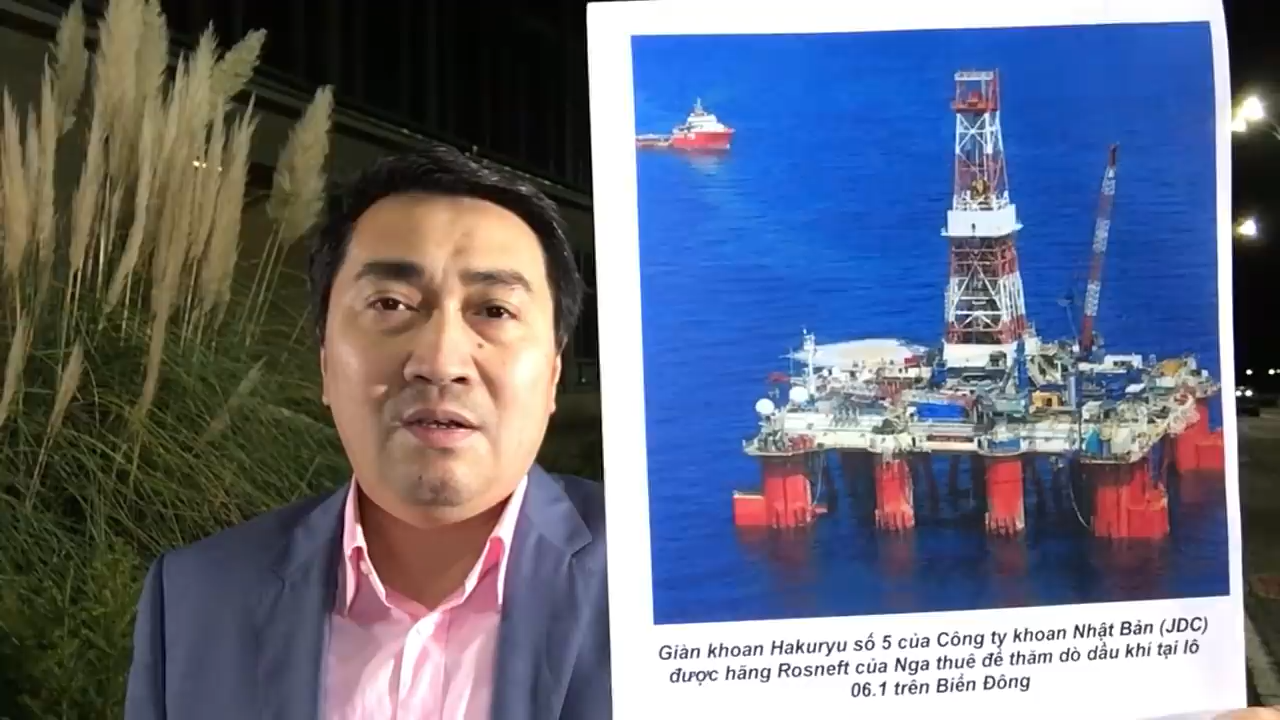 Giàn khoan Hakuryu số 5 của Công ty khoan Nhật Bản (JDC)
được hãng Rosneft của Nga thuê để thăm dò dầu khí tại lô
06.1 trên Biển Đông